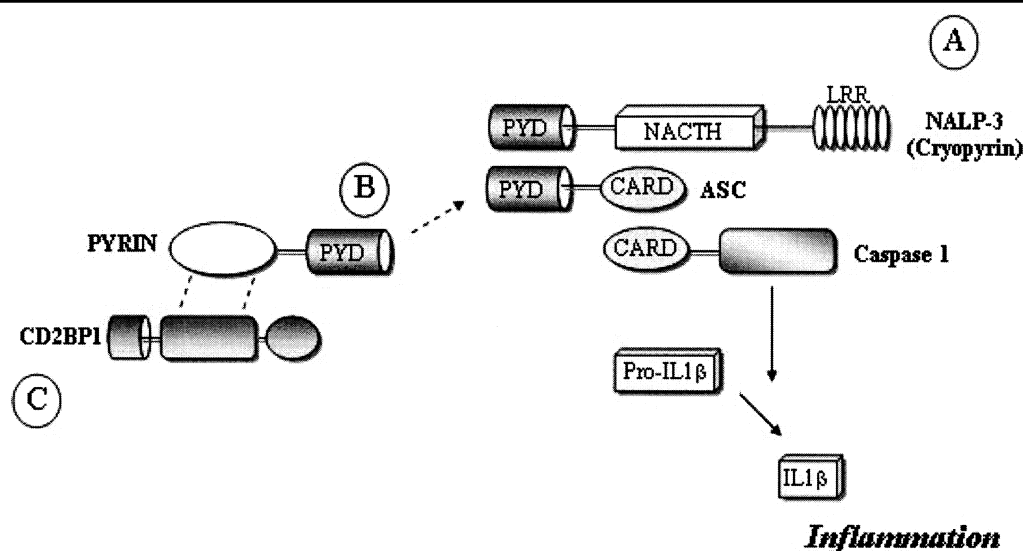 A
LRR
PYD
NACTH
NALP-3
(Cryopyrin)
PYD
CARD
ASC
B
PYRIN
PYD
CARD
Caspase 1
CD2BP1
C
Pro-IL1β
IL1β
Inflammation